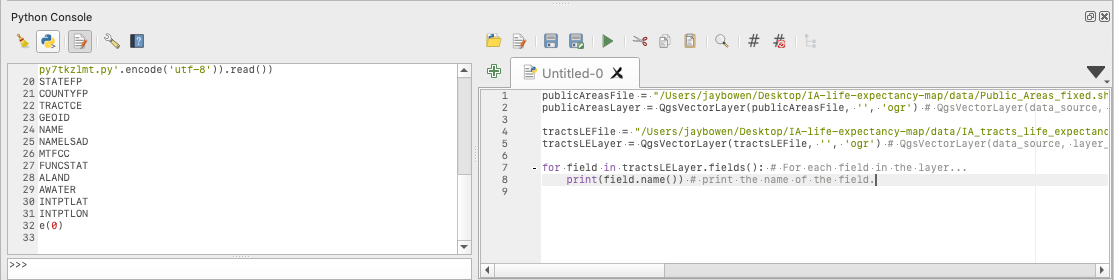 Python Console
py7tkzlmt.py'.encode('utf-8')).read())
20 STATEFP
21 COUNTYFP
22 TRACTCE
23 GEOID
24 NAME
25 NAMELSAD
26 MTFCC
27 FUNCSTAT
28 ALAND
29 AWATER
30 INTPTLAT
31 INTPTLON
32 e(0)
33
>>>
Untitled-0
1 publicAreasFile = "/Users/jaybowen/Desktop/IA-life-expectancy-map/data/Public_Areas_fixed.sh
2 publicAreasLayer = QgsVectorLayer(publicAreasFile, '', 'ogr') # QgsVectorLayer(data_source,
3
4 tractsLEFile = "/Users/jaybowen/Desktop/IA-life-expectancy-map/data/IA_tracts_life_expectanc
5 tractsLELayer = QgsVectorLayer(tractsLEFile, '', 'ogr') # QgsVectorLayer(data_source, layer_
6
7 for field in tractsLELayer.fields(): # For each field in the layer...
8 print(field.name()) # print the name of the field.
9